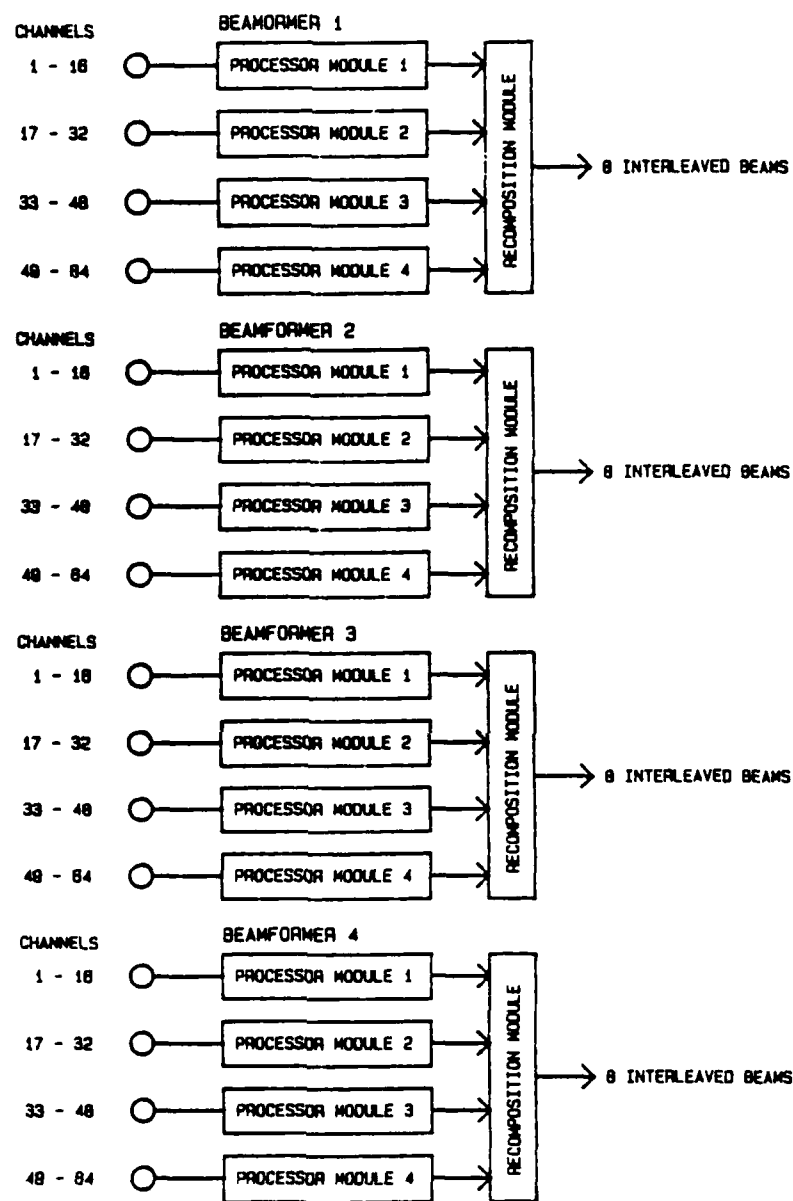 CHANNELS
BEAMORMER 1
1 - 16
PROCESSOR MODULE 1
17 - 32
PROCESSOR MODULE 2
33 - 48
PROCESSOR MODULE 3
49 - 64
PROCESSOR MODULE 4
RECOMPOSITION MODULE
8 INTERLEAVED BEAMS
CHANNELS
BEAMFORMER 2
1 - 16
PROCESSOR MODULE 1
17 - 32
PROCESSOR MODULE 2
33 - 48
PROCESSOR MODULE 3
49 - 64
PROCESSOR MODULE 4
RECOMPOSITION MODULE
8 INTERLEAVED BEAMS
CHANNELS
BEAMFORMER 3
1 - 16
PROCESSOR MODULE 1
17 - 32
PROCESSOR MODULE 2
33 - 48
PROCESSOR MODULE 3
49 - 64
PROCESSOR MODULE 4
RECOMPOSITION MODULE
8 INTERLEAVED BEAMS
CHANNELS
BEAMFORMER 4
1 - 16
PROCESSOR MODULE 1
17 - 32
PROCESSOR MODULE 2
33 - 48
PROCESSOR MODULE 3
49 - 64
PROCESSOR MODULE 4
RECOMPOSITION MODULE
8 INTERLEAVED BEAMS